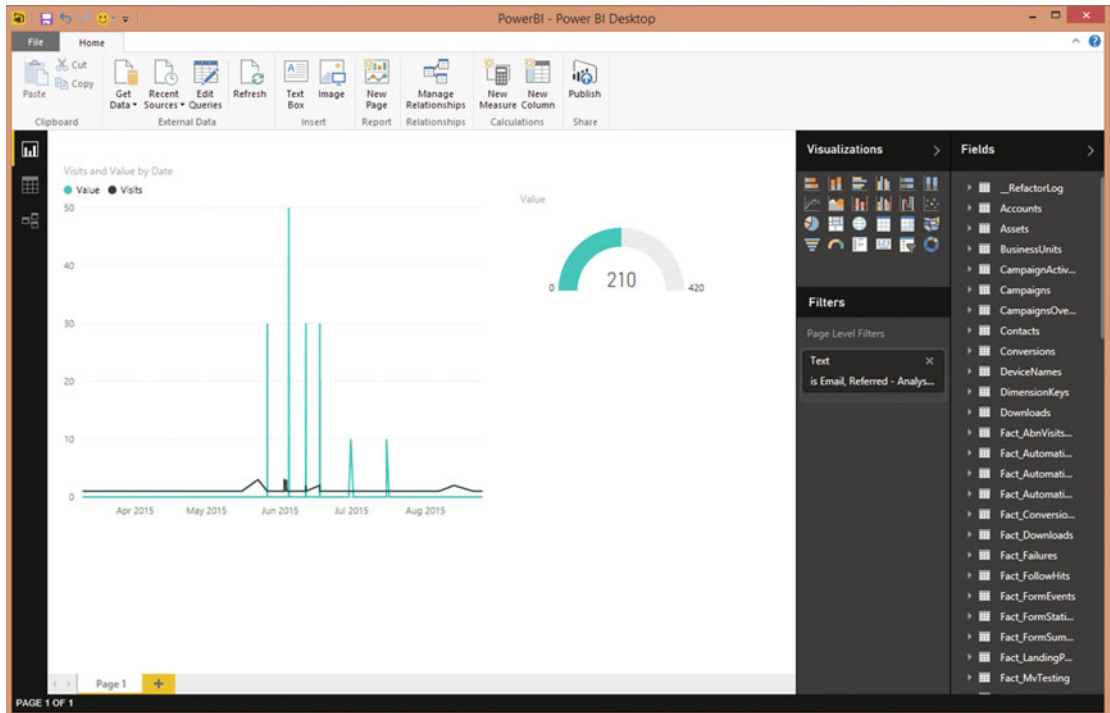 PowerBI - Power BI Desktop
File Home
Paste
Cut
Copy
Get Data
Recent Sources
Edit Queries
Refresh
Text Box
Image
New Page
Manage Relationships
New Measure
New Column
Publish
Clipboard External Data Insert Report Relationships Calculations Share
Visits and Value by Date
Value Visits
50
40
30
20
10
0
Apr 2015 May 2015 Jun 2015 Jul 2015 Aug 2015
Value
210
0 420
Visualizations
Filters
Page Level Filters
Text
is Email, Referred - Analys...
Fields
__RefactorLog
Accounts
Assets
BusinessUnits
CampaignActiv...
Campaigns
CampaignsOve...
Contacts
Conversions
DeviceNames
DimensionKeys
Downloads
Fact_AbnVisits...
Fact_Automati...
Fact_Automati...
Fact_Automati...
Fact_Conversio...
Fact_Downloads
Fact_Failures
Fact_FollowHits
Fact_FormEvents
Fact_FormStati...
Fact_FormSum...
Fact_LandingP...
Fact_MvTesting
Page 1
PAGE 1 OF 1